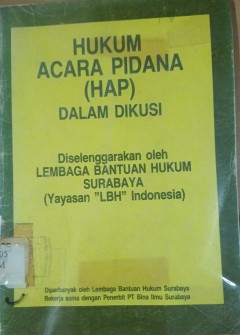 HUKUM
ACARA PIDANA
(HAP)
DALAM DIKUSI
Diselenggarakan oleh
LEMBAGA BANTUAN HUKUM
SURABAYA
(Yayasan "LBH" Indonesia)
Diperbanyak oleh Lembaga Bantuan Hukum Surabaya
Bekerja sama dengan Penerbit PT Bina Ilmu Surabaya